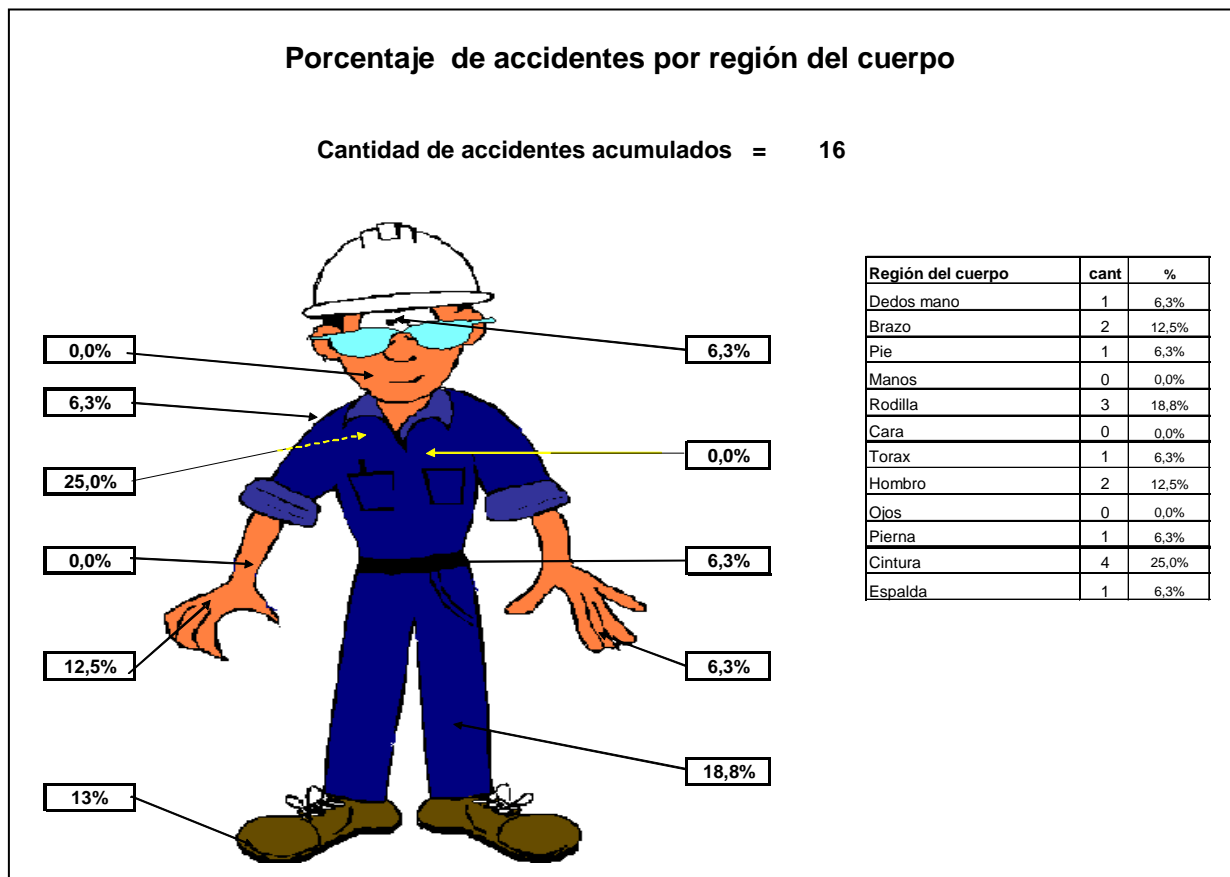 Porcentaje de accidentes por región del cuerpo
Cantidad de accidentes acumulados = 16
0,0%
6,3%
25,0%
0,0%
12,5%
13%
6,3%
0,0%
6,3%
6,3%
18,8%
Región del cuerpo cant %
Dedos mano 1 6,3%
Brazo 2 12,5%
Pie 1 6,3%
Manos 0 0,0%
Rodilla 3 18,8%
Cara 0 0,0%
Torax 1 6,3%
Hombro 2 12,5%
Ojos 0 0,0%
Pierna 1 6,3%
Cintura 4 25,0%
Espalda 1 6,3%